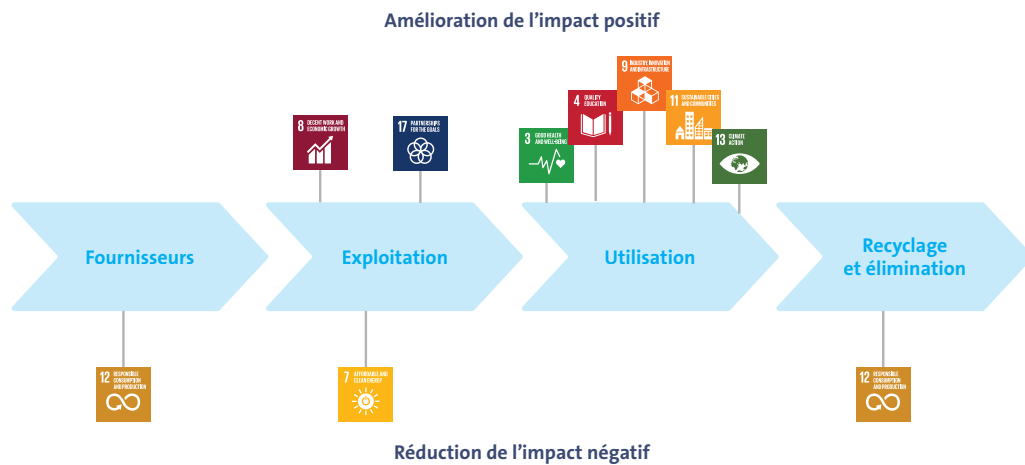 Amélioration de l’impact positif
9 INDUSTRY, INNOVATION
AND INFRASTRUCTURE
4 QUALITY
EDUCATION
11 SUSTAINABLE CITIES
AND COMMUNITIES
8 DECENT WORK AND
ECONOMIC GROWTH
17 PARTNERSHIPS
FOR THE GOALS
3 GOOD HEALTH
AND WELL-BEING
13 CLIMATE
ACTION
Fournisseurs
Exploitation
Utilisation
Recyclage
et élimination
12 RESPONSIBLE
CONSUMPTION
AND PRODUCTION
7 AFFORDABLE AND
CLEAN ENERGY
12 RESPONSIBLE
CONSUMPTION
AND PRODUCTION
Réduction de l’impact négatif